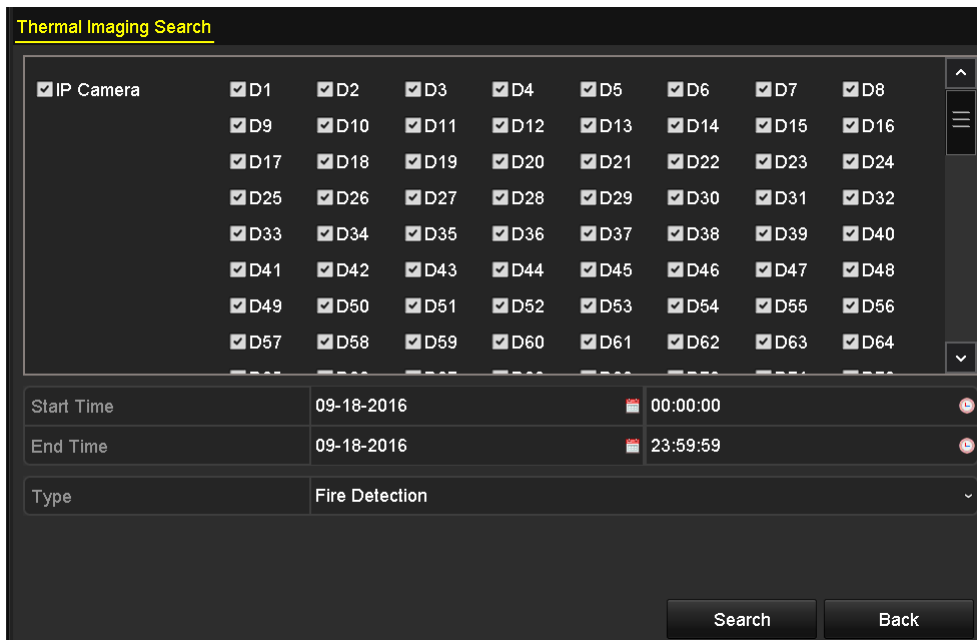 Thermal Imaging Search
IP Camera D1 D2 D3 D4 D5 D6 D7 D8
D9 D10 D11 D12 D13 D14 D15 D16
D17 D18 D19 D20 D21 D22 D23 D24
D25 D26 D27 D28 D29 D30 D31 D32
D33 D34 D35 D36 D37 D38 D39 D40
D41 D42 D43 D44 D45 D46 D47 D48
D49 D50 D51 D52 D53 D54 D55 D56
D57 D58 D59 D60 D61 D62 D63 D64
Start Time 09-18-2016 00:00:00
End Time 09-18-2016 23:59:59
Type Fire Detection
Search Back